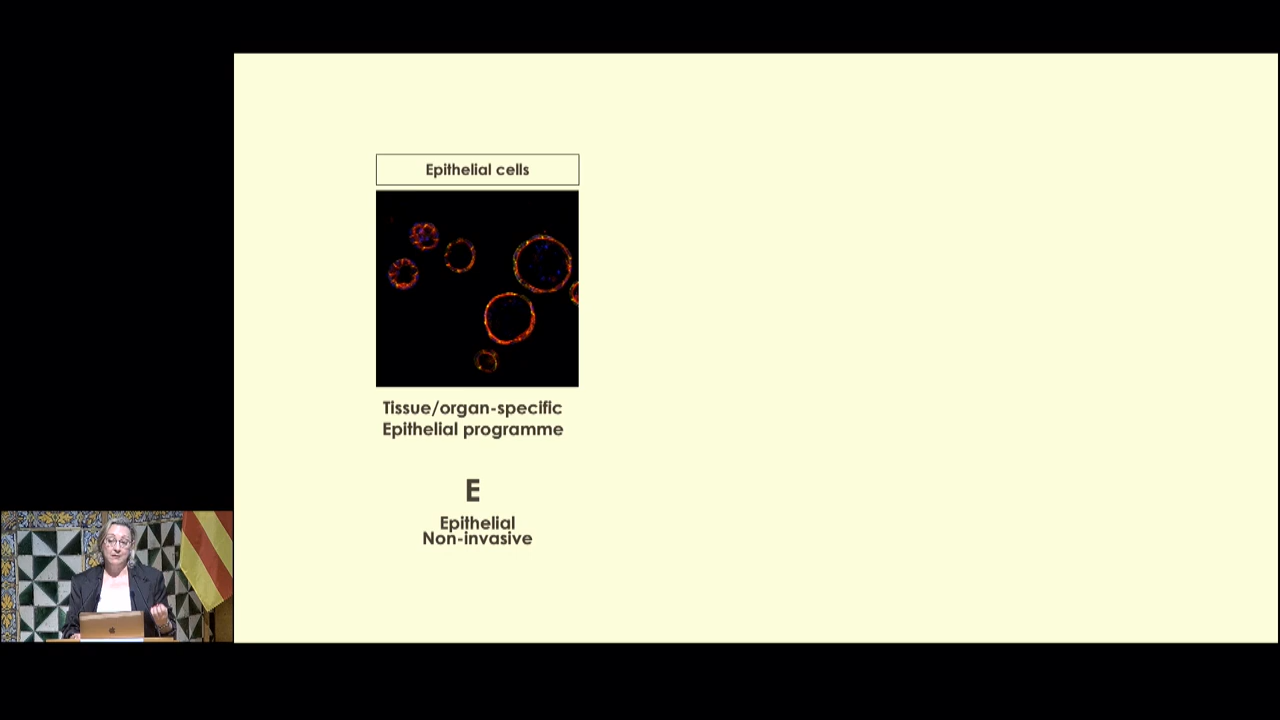 Epithelial cells
Tissue/organ-specific
Epithelial programme
E
Epithelial
Non-invasive